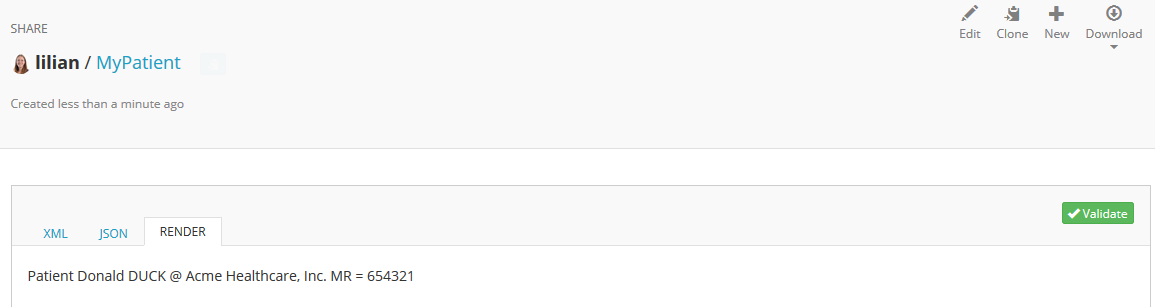 SHARE
Edit Clone New Download
lilian / MyPatient
Created less than a minute ago
Validate
XML JSON RENDER
Patient Donald DUCK @ Acme Healthcare, Inc. MR = 654321